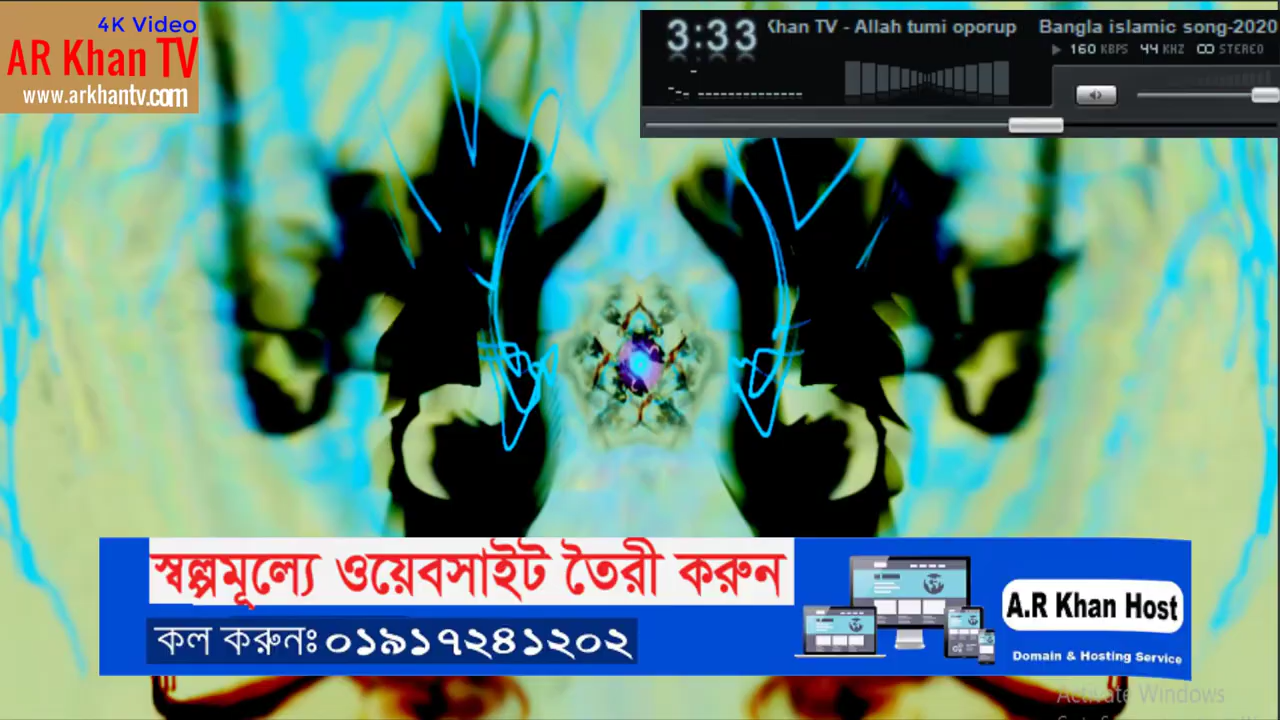 4K Video
AR Khan TV
www.arkhantv.com
3:33
Khan TV - Allah tumi oporup Bangla islamic song-2020
160 KBPS 44 KHZ STEREO
স্বল্পমূল্যে ওয়েবসাইট তৈরী করুন
কল করুনঃ ০১৯১৭২৪১২০২
A.R Khan Host
Domain & Hosting Service
Activate Windows